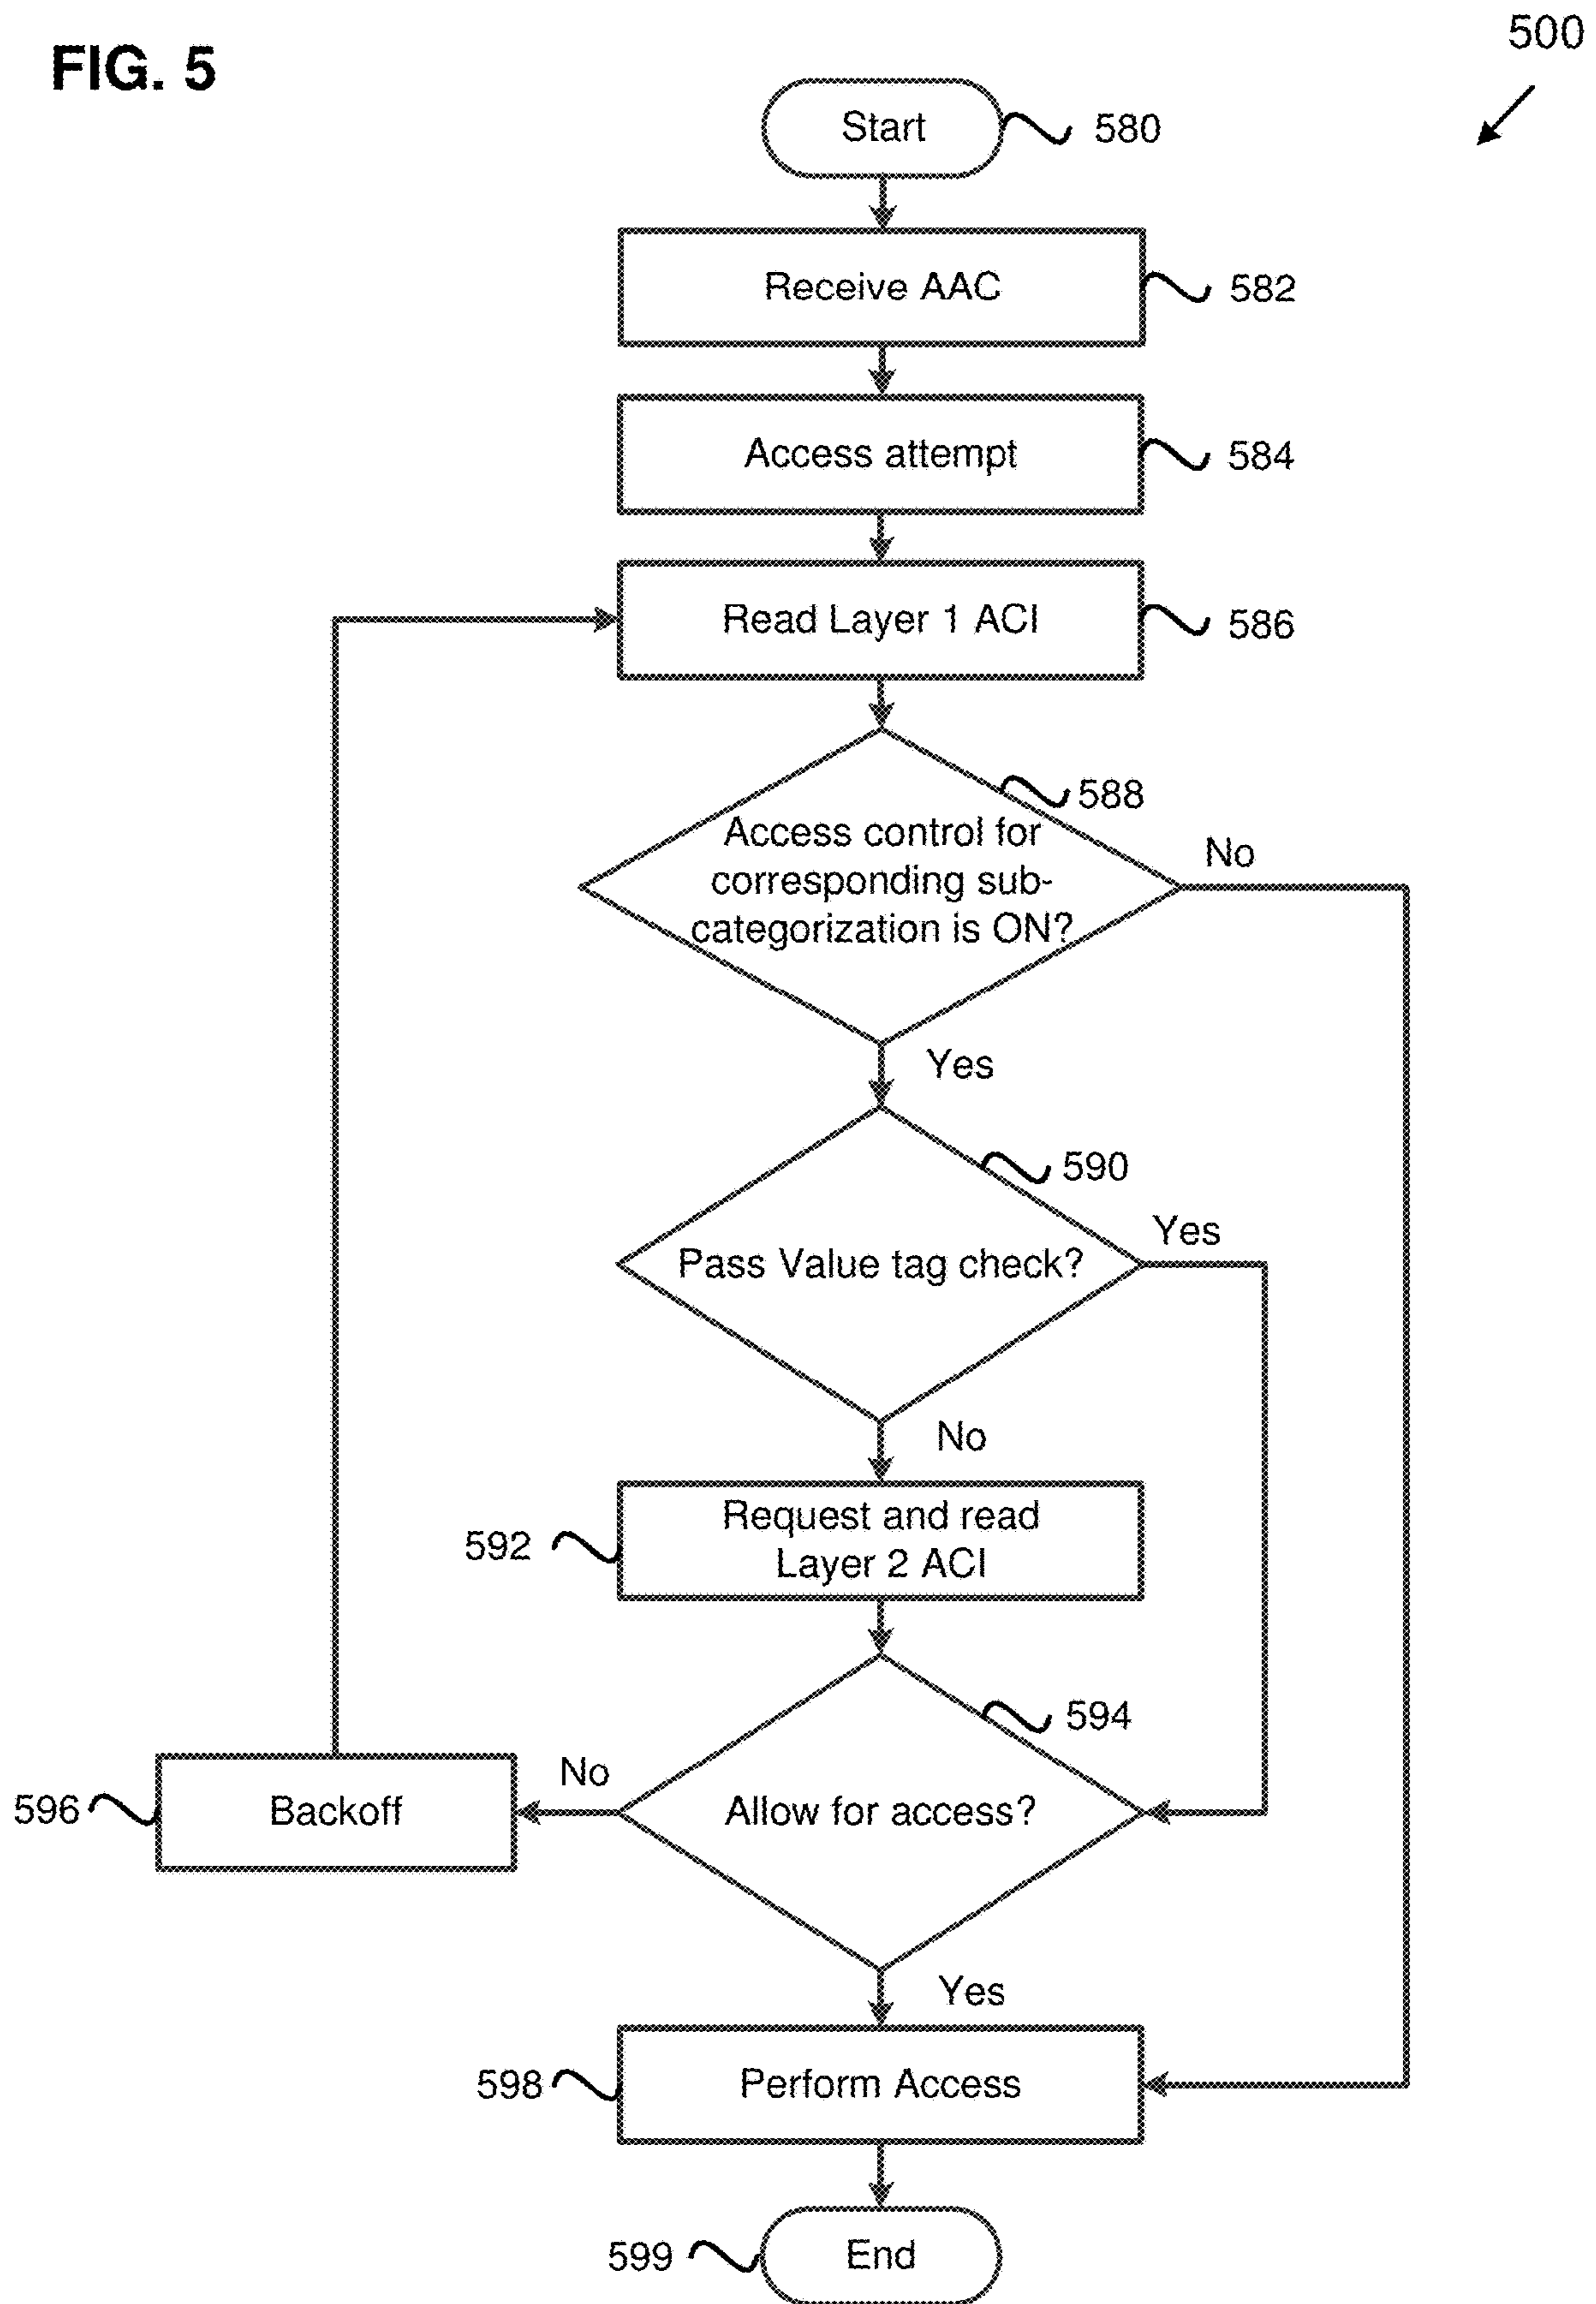 FIG. 5
500
Start
580
Receive AAC
582
Access attempt
584
Read Layer 1 ACI
586
588
Access control for
corresponding sub-
categorization is ON?
No
Yes
590
Pass Value tag check?
Yes
No
592
Request and read
Layer 2 ACI
594
Allow for access?
No
596
Backoff
Yes
598
Perform Access
599
End